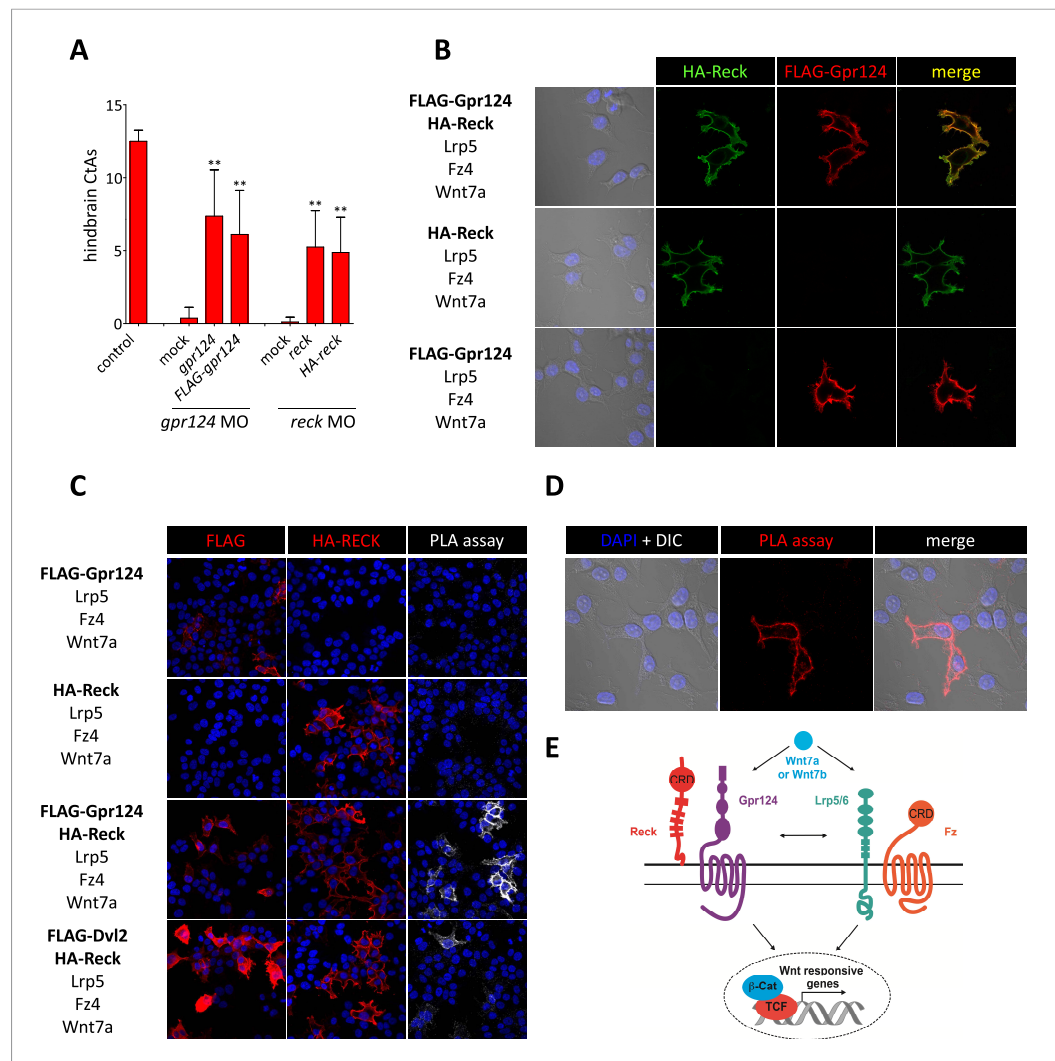 A
hindbrain CtAs
15
10
5
0
control
mock
gpr124
FLAG-gpr124
mock
reck
HA-reck
**
**
**
**
gpr124 MO
reck MO
B
HA-Reck
FLAG-Gpr124
merge
FLAG-Gpr124
HA-Reck
Lrp5
Fz4
Wnt7a
HA-Reck
Lrp5
Fz4
Wnt7a
FLAG-Gpr124
Lrp5
Fz4
Wnt7a
C
FLAG
HA-RECK
PLA assay
FLAG-Gpr124
Lrp5
Fz4
Wnt7a
HA-Reck
Lrp5
Fz4
Wnt7a
FLAG-Gpr124
HA-Reck
Lrp5
Fz4
Wnt7a
FLAG-Dvl2
HA-Reck
Lrp5
Fz4
Wnt7a
D
DAPI + DIC
PLA assay
merge
E
Wnt7a
or Wnt7b
CRD
Gpr124
Lrp5/6
CRD
Reck
Fz
Wnt responsive
genes
β-Cat
TCF